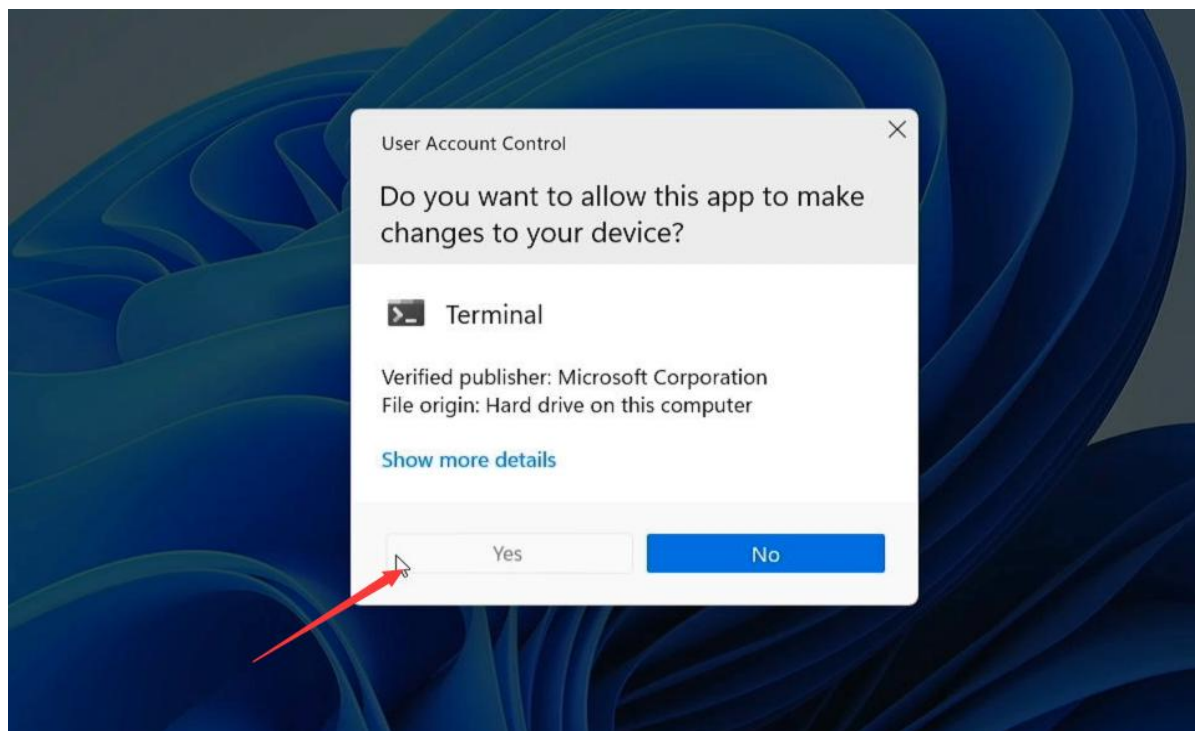 User Account Control
Do you want to allow this app to make
changes to your device?
Terminal
Verified publisher: Microsoft Corporation
File origin: Hard drive on this computer
Show more details
Yes
No